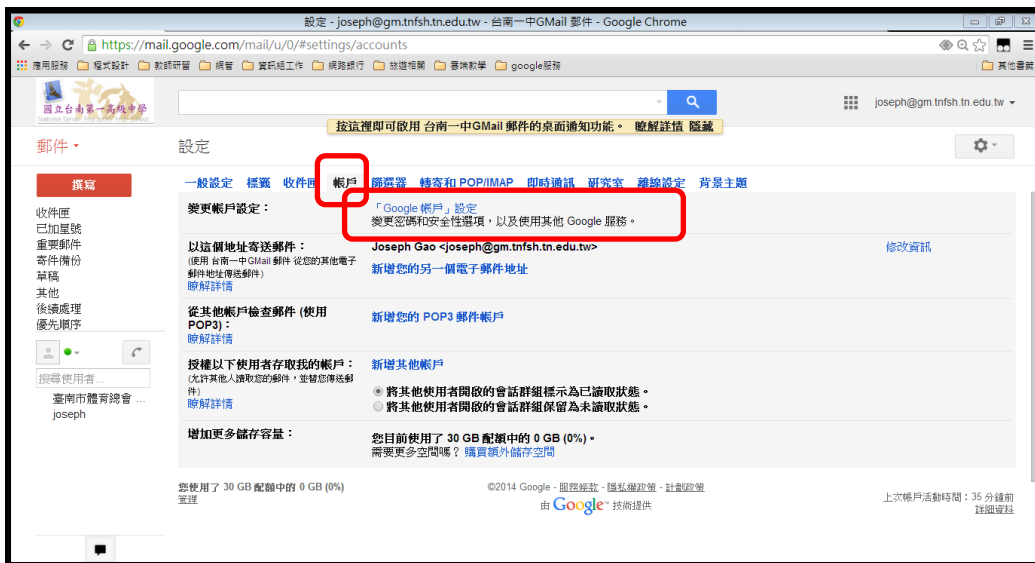 設定 - joseph@gm.tnfsh.tn.edu.tw - 台南一中GMail 郵件 - Google Chrome
https://mail.google.com/mail/u/0/#settings/accounts
應用服務 程式設計 教師研習 網管 資訊組工作 網路銀行 旅遊相關 雲端教學 google服務 其他書籤
國立台南第一高級中學
joseph@gm.tnfsh.tn.edu.tw
按這裡即可啟用 台南一中GMail 郵件的桌面通知功能。 瞭解詳情 隱藏
郵件
設定
撰寫
一般設定 標籤 收件匣 帳戶 篩選器 轉寄和 POP/IMAP 即時通訊 研究室 離線設定 背景主題
收件匣
已加星號
重要郵件
寄件備份
草稿
其他
後續處理
優先順序
搜尋使用者...
臺南市體育總會 ...
joseph
變更帳戶設定：
「Google 帳戶」設定
變更密碼和安全性選項，以及使用其他 Google 服務。
以這個地址寄送郵件：
(使用 台南一中GMail 郵件 從您的其他電子
郵件地址傳送郵件)
瞭解詳情
Joseph Gao <joseph@gm.tnfsh.tn.edu.tw>
修改資訊
新增您的另一個電子郵件地址
從其他帳戶檢查郵件 (使用
POP3)：
瞭解詳情
新增您的 POP3 郵件帳戶
授權以下使用者存取我的帳戶：
(允許其他人讀取您的郵件，並替您傳送郵
件)
瞭解詳情
新增其他帳戶
將其他使用者開啟的會話群組標示為已讀取狀態。
將其他使用者開啟的會話群組保留為未讀取狀態。
增加更多儲存容量：
您目前使用了 30 GB 配額中的 0 GB (0%)。
需要更多空間嗎？ 購買額外儲存空間
您使用了 30 GB 配額中的 0 GB (0%)
管理
©2014 Google - 服務條款 - 隱私權政策 - 計劃政策
由 Google™ 技術提供
上次帳戶活動時間：35 分鐘前
詳細資料